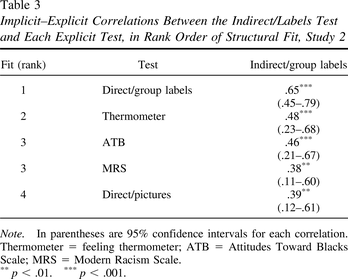 Table 3
Implicit–Explicit Correlations Between the Indirect/Labels Test
and Each Explicit Test, in Rank Order of Structural Fit, Study 2
Fit (rank) Test Indirect/group labels
1 Direct/group labels .65***
(.45–.79)
2 Thermometer .48***
(.23–.68)
3 ATB .46***
(.21–.67)
3 MRS .38**
(.11–.60)
4 Direct/pictures .39**
(.12–.61)
Note. In parentheses are 95% confidence intervals for each correlation.
Thermometer = feeling thermometer; ATB = Attitudes Toward Blacks
Scale; MRS = Modern Racism Scale.
** p < .01. *** p < .001.